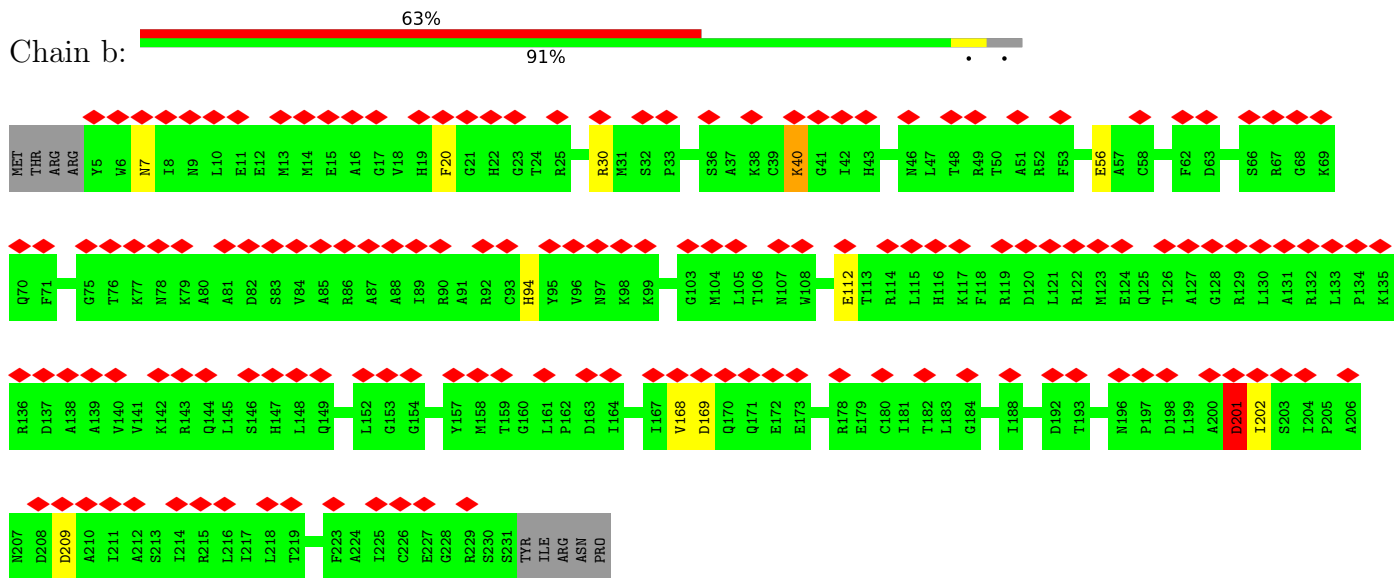 63%
Chain b:
91%
• •
MET THR ARG ARG Y5 W6 N7 I8 N9 L10 E11 E12 M13 M14 E15 A16 G17 V18 H19 F20 G21 H22 G23 T24 R25 R30 M31 S32 P33 S36 A37 K38 C39 K40 G41 I42 H43 N46 L47 T48 R49 T50 A51 R52 F53 E56 A57 C58 F62 D63 S66 R67 G68 K69
Q70 F71 G75 T76 K77 N78 K79 A80 A81 D82 S83 V84 A85 R86 A87 A88 I89 R90 A91 R92 C93 H94 Y95 V96 N97 K98 K99 G103 M104 L105 T106 N107 W108 E112 T113 R114 L115 H116 K117 F118 R119 D120 L121 R122 M123 E124 Q125 T126 A127 G128 R129 L130 A131 R132 L133 P134 K135
R136 D137 A138 A139 V140 V141 K142 R143 Q144 L145 S146 H147 L148 Q149 L152 G153 G154 Y157 M158 T159 G160 L161 P162 D163 I164 I167 V168 D169 Q170 Q171 E172 E173 R178 E179 C180 I181 T182 L183 G184 I188 D192 T193 N196 P197 D198 L199 A200 D201 I202 S203 I204 P205 A206
N207 D208 D209 A210 I211 A212 S213 I214 R215 L216 I217 L218 T219 F223 A224 I225 C226 E227 G228 R229 S230 S231 TYR ILE ARG ASN PRO